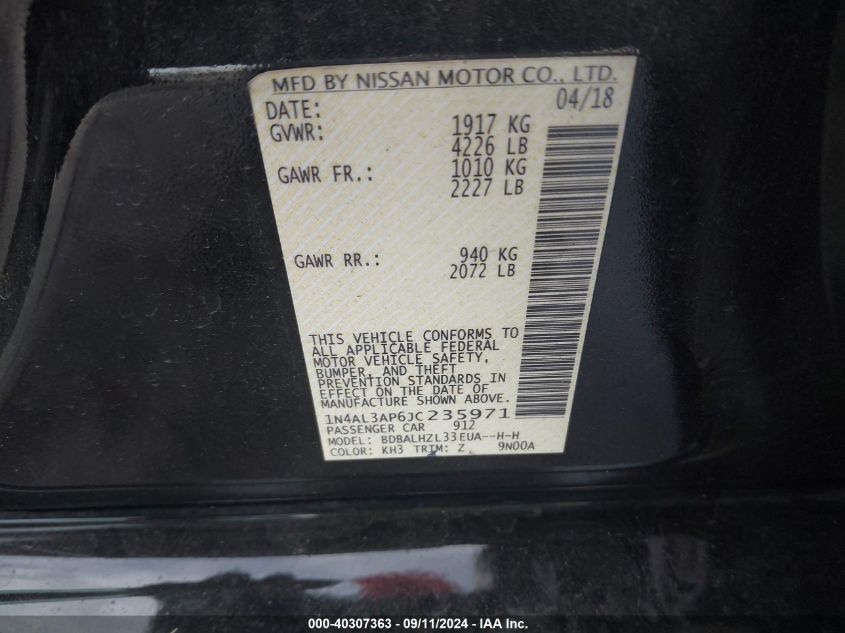 MFD BY NISSAN MOTOR CO., LTD.
DATE: 04/18
GVWR: 1917 KG
4226 LB
GAWR FR.: 1010 KG
2227 LB
GAWR RR.: 940 KG
2072 LB
THIS VEHICLE CONFORMS TO
ALL APPLICABLE FEDERAL
MOTOR VEHICLE SAFETY,
BUMPER, AND THEFT
PREVENTION STANDARDS IN
EFFECT ON THE DATE OF
MANUFACTURE SHOWN ABOVE.
1N4AL3AP6JC235971
PASSENGER CAR 912
MODEL: BDBALHZL33EUA--H-H
COLOR: KH3 TRIM: Z 9N00A
000-40307363 - 09/11/2024 - IAA Inc.